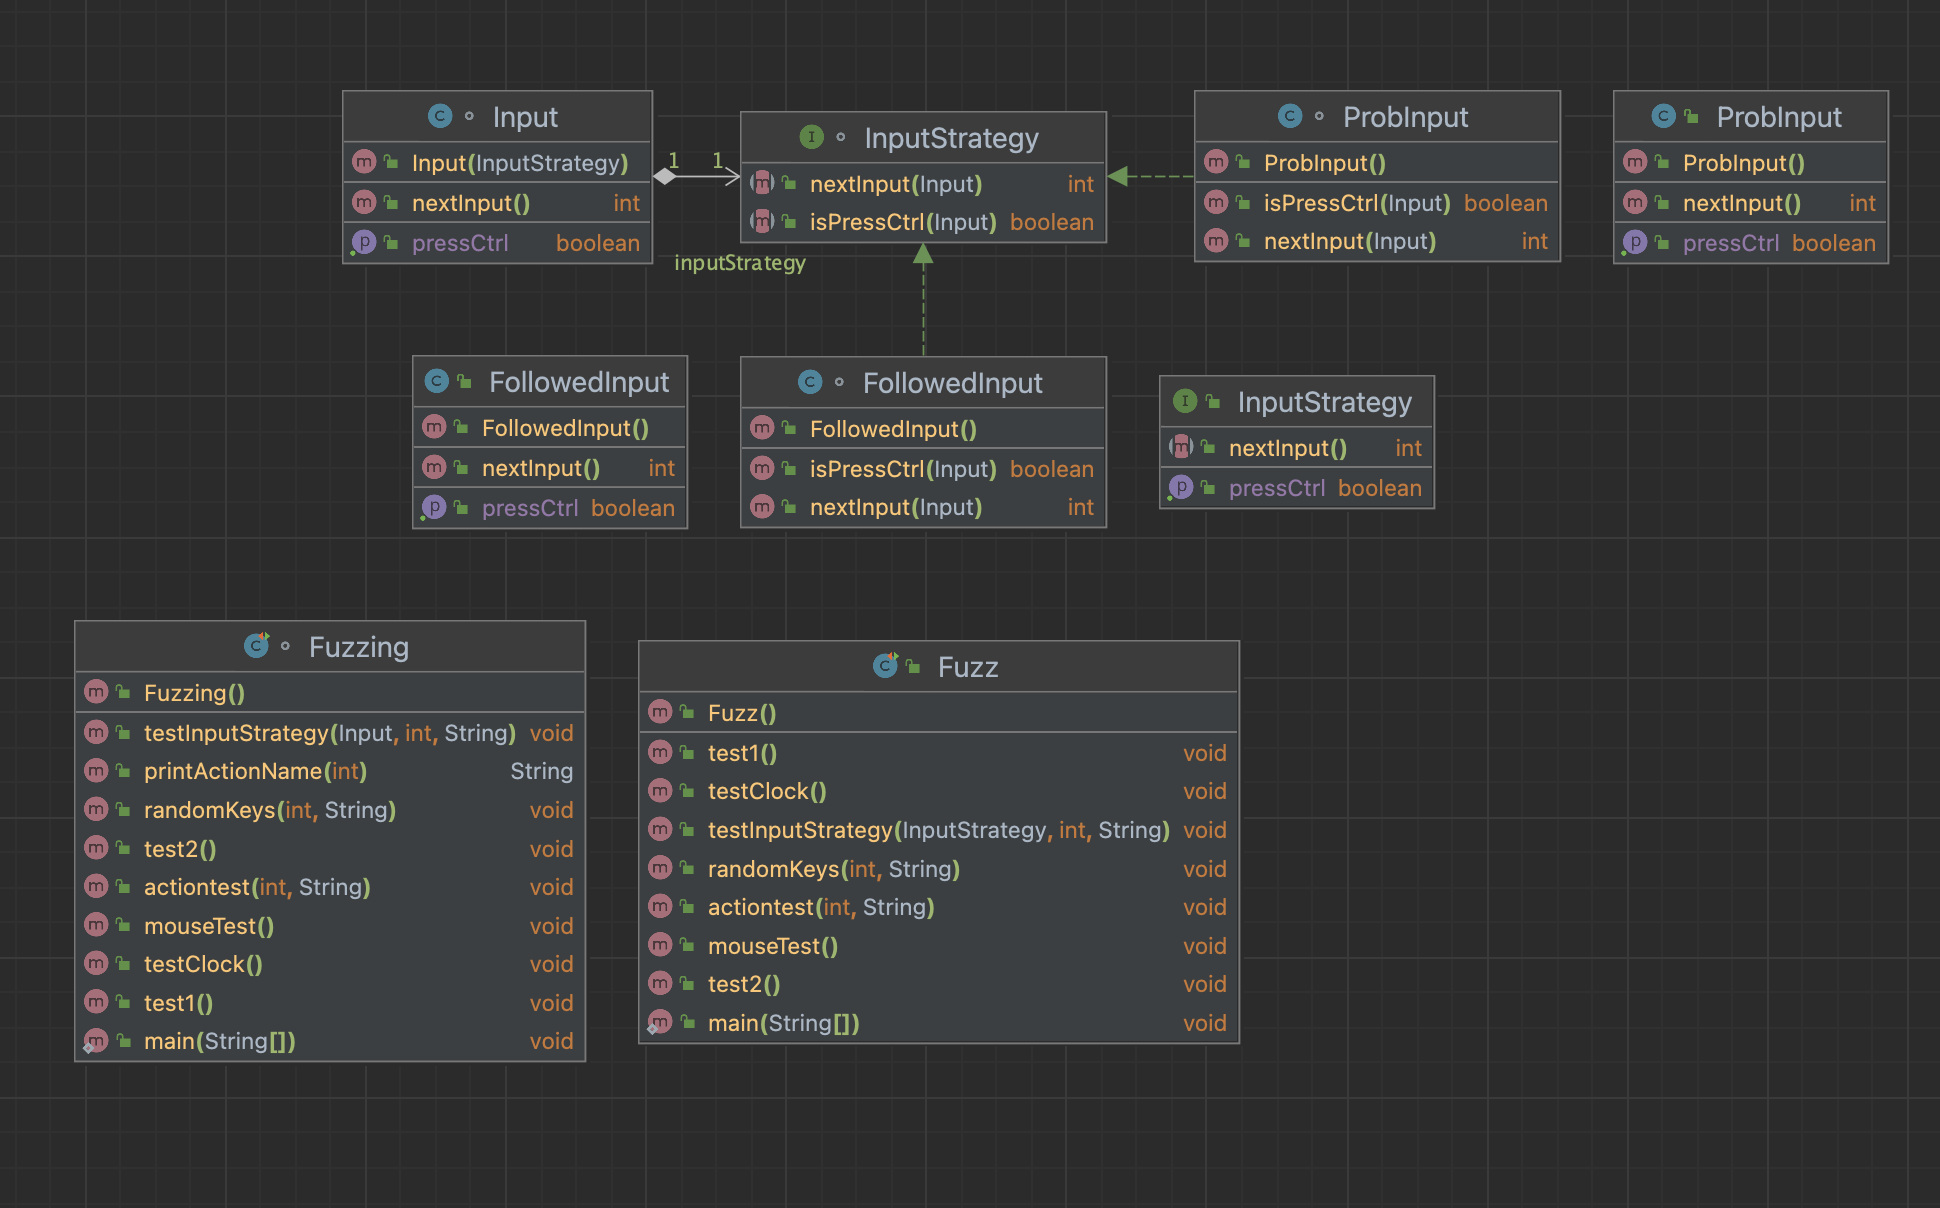 Input
Input(InputStrategy)
nextInput() int
pressCtrl boolean
1 1
inputStrategy
InputStrategy
nextInput(Input) int
isPressCtrl(Input) boolean
ProbInput
ProbInput()
isPressCtrl(Input) boolean
nextInput(Input) int
ProbInput
ProbInput()
nextInput() int
pressCtrl boolean
FollowedInput
FollowedInput()
nextInput() int
pressCtrl boolean
FollowedInput
FollowedInput()
isPressCtrl(Input) boolean
nextInput(Input) int
InputStrategy
nextInput() int
pressCtrl boolean
Fuzzing
Fuzzing()
testInputStrategy(Input, int, String) void
printActionName(int) String
randomKeys(int, String) void
test2() void
actiontest(int, String) void
mouseTest() void
testClock() void
test1() void
main(String[]) void
Fuzz
Fuzz()
test1() void
testClock() void
testInputStrategy(InputStrategy, int, String) void
randomKeys(int, String) void
actiontest(int, String) void
mouseTest() void
test2() void
main(String[]) void